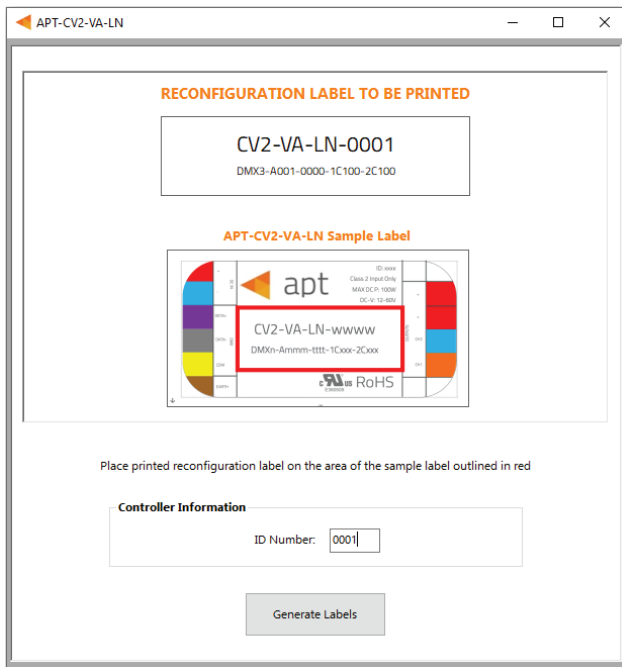 APT-CV2-VA-LN
RECONFIGURATION LABEL TO BE PRINTED
CV2-VA-LN-0001
DMX3-A001-0000-1C100-2C100
APT-CV2-VA-LN Sample Label
apt
ID: xxxx
Class 2 Input Only
MAX DC P: 100W
DC-V: 12-60V
CV2-VA-LN-wwww
DMXn-Ammm-tttt-1Cxxx-2Cxxx
c RU us RoHS
Place printed reconfiguration label on the area of the sample label outlined in red
Controller Information
ID Number: 0001
Generate Labels